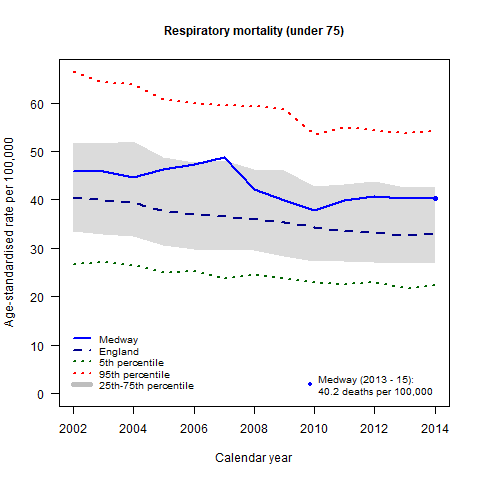 Respiratory mortality (under 75)
Age-standardised rate per 100,000
60
50
40
30
20
10
0
Medway
England
5th percentile
95th percentile
25th-75th percentile
Medway (2013 - 15):
40.2 deaths per 100,000
2002
2004
2006
2008
2010
2012
2014
Calendar year